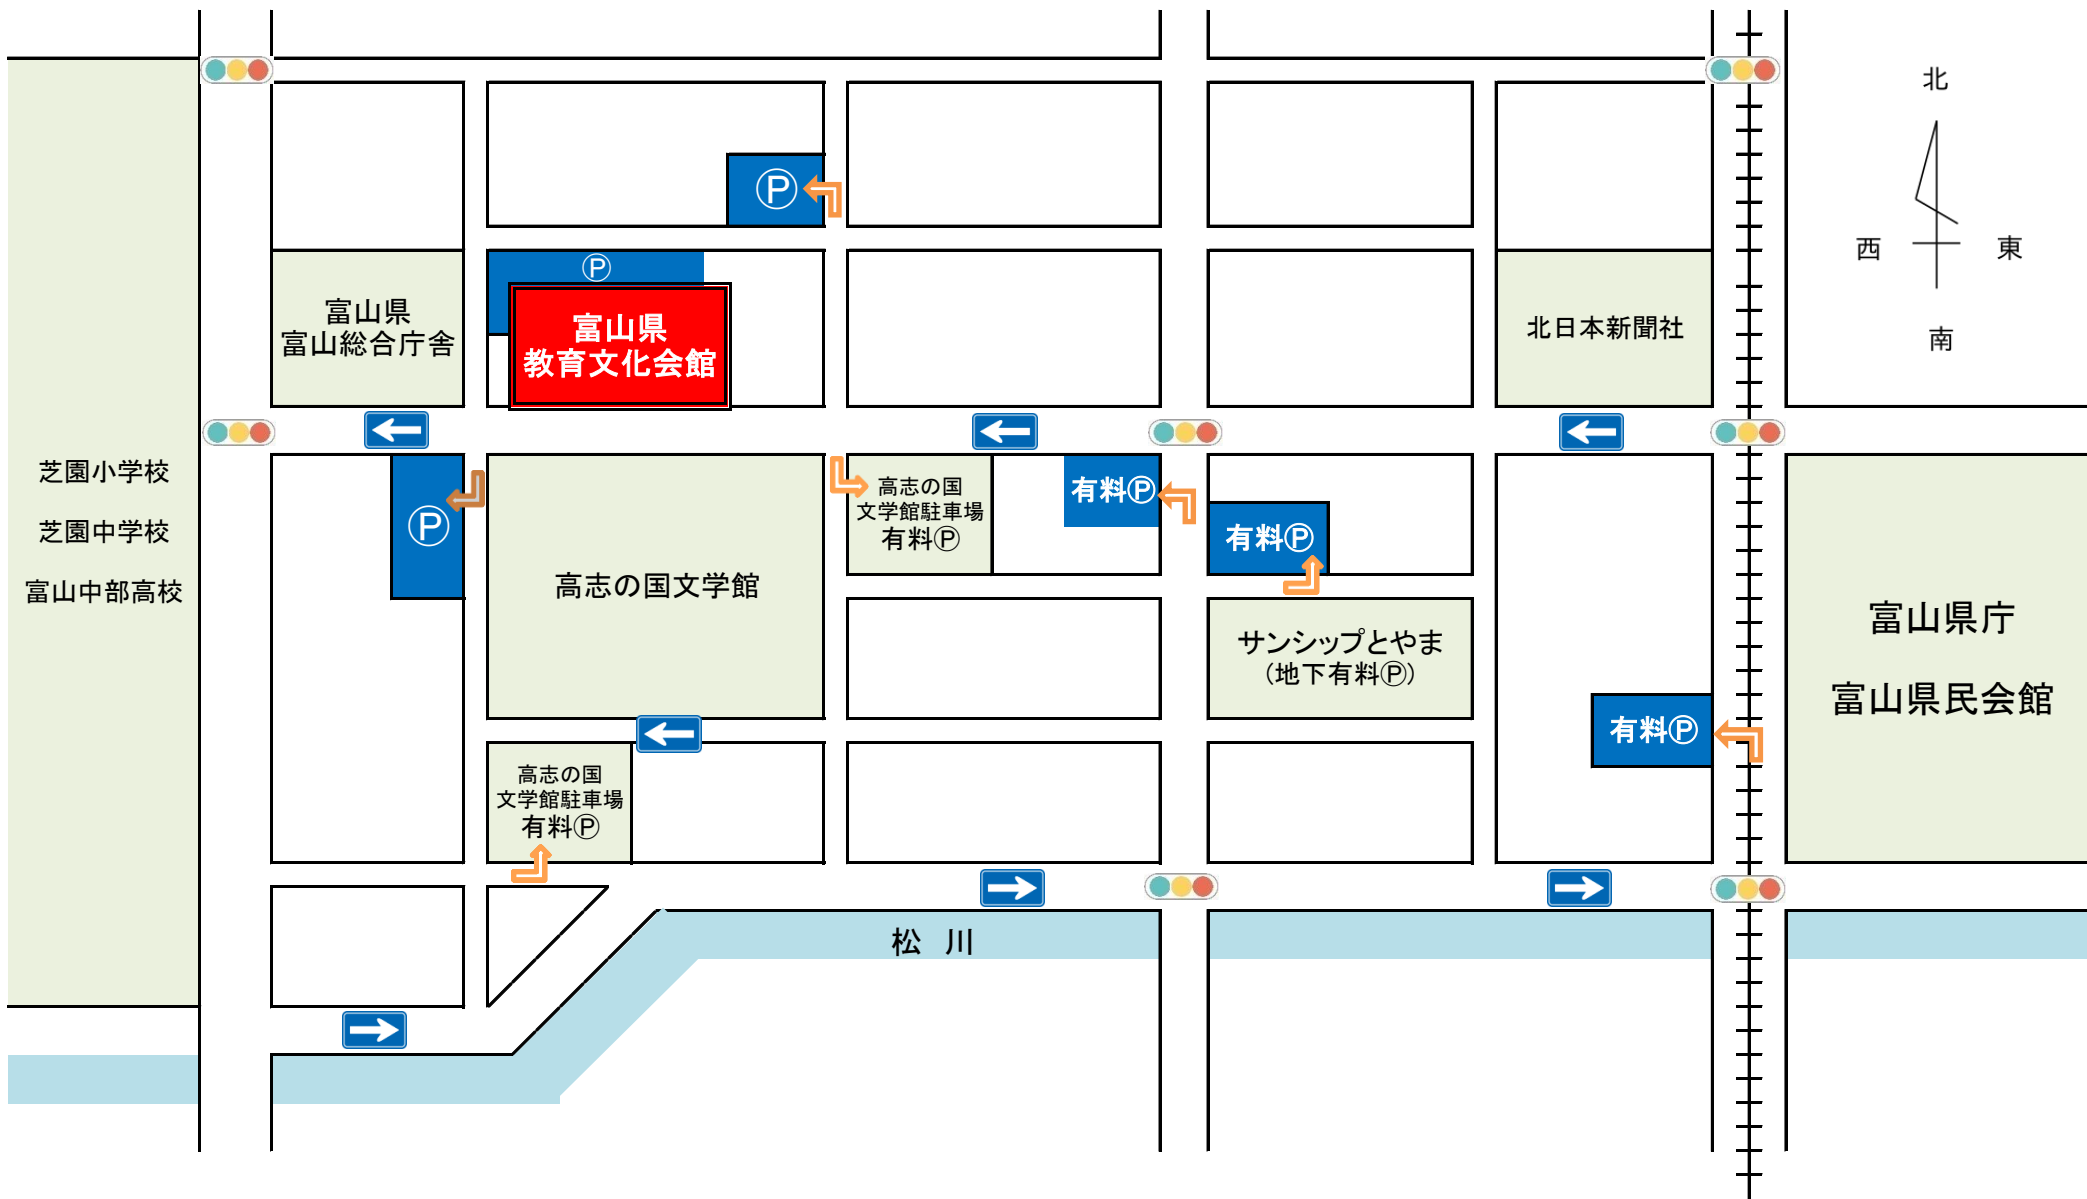 北
西
東
南
Ⓟ
Ⓟ
富山県
富山総合庁舎
富山県
教育文化会館
北日本新聞社
芝園小学校
芝園中学校
富山中部高校
Ⓟ
高志の国文学館
高志の国
文学館駐車場
有料Ⓟ
有料Ⓟ
有料Ⓟ
サンシップとやま
（地下有料Ⓟ）
富山県庁
富山県民会館
有料Ⓟ
高志の国
文学館駐車場
有料Ⓟ
松 川